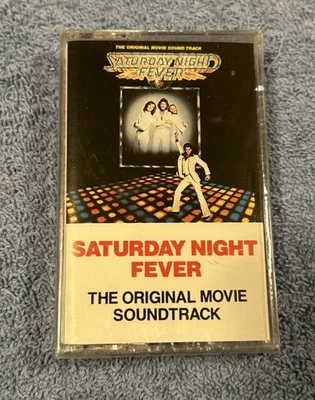 THE ORIGINAL MOVIE SOUND TRACK
SATURDAY NIGHT
FEVER
SATURDAY NIGHT
FEVER
THE ORIGINAL MOVIE
SOUNDTRACK